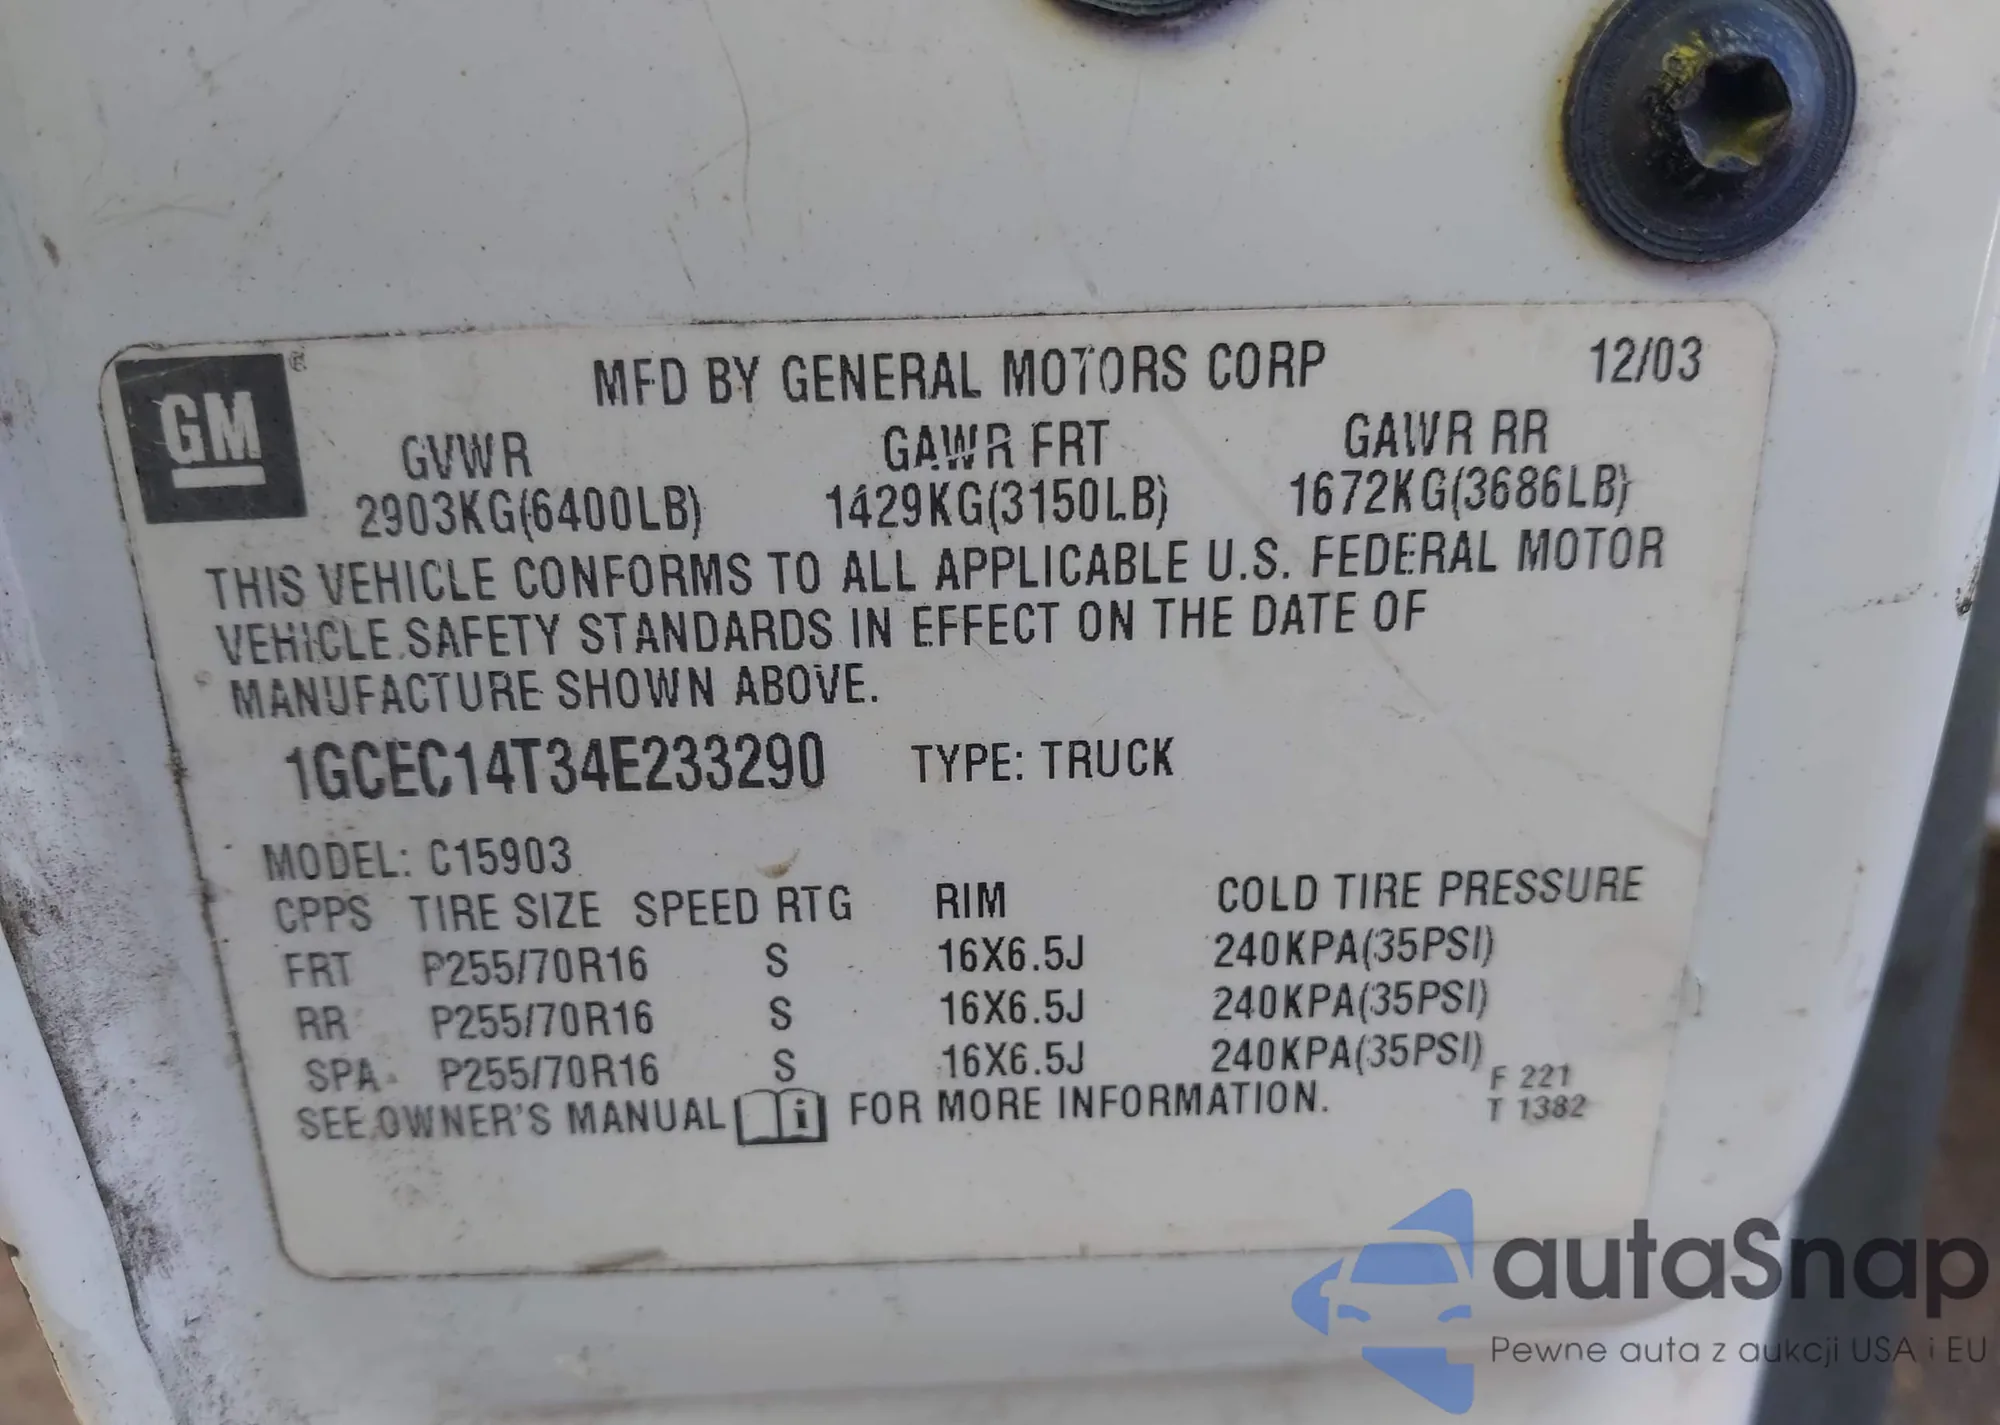 GM ®
MFD BY GENERAL MOTORS CORP 12/03
GVWR GAWR FRT GAWR RR
2903KG(6400LB) 1429KG(3150LB) 1672KG(3686LB)
THIS VEHICLE CONFORMS TO ALL APPLICABLE U.S. FEDERAL MOTOR
VEHICLE SAFETY STANDARDS IN EFFECT ON THE DATE OF
MANUFACTURE SHOWN ABOVE.
1GCEC14T34E233290 TYPE: TRUCK
MODEL: C15903
CPPS TIRE SIZE SPEED RTG RIM COLD TIRE PRESSURE
FRT P255/70R16 S 16X6.5J 240KPA(35PSI)
RR P255/70R16 S 16X6.5J 240KPA(35PSI)
SPA P255/70R16 S 16X6.5J 240KPA(35PSI)
SEE OWNER'S MANUAL i FOR MORE INFORMATION.
F 221
T 1382
autaSnap
Pewne auta z aukcji USA i EU